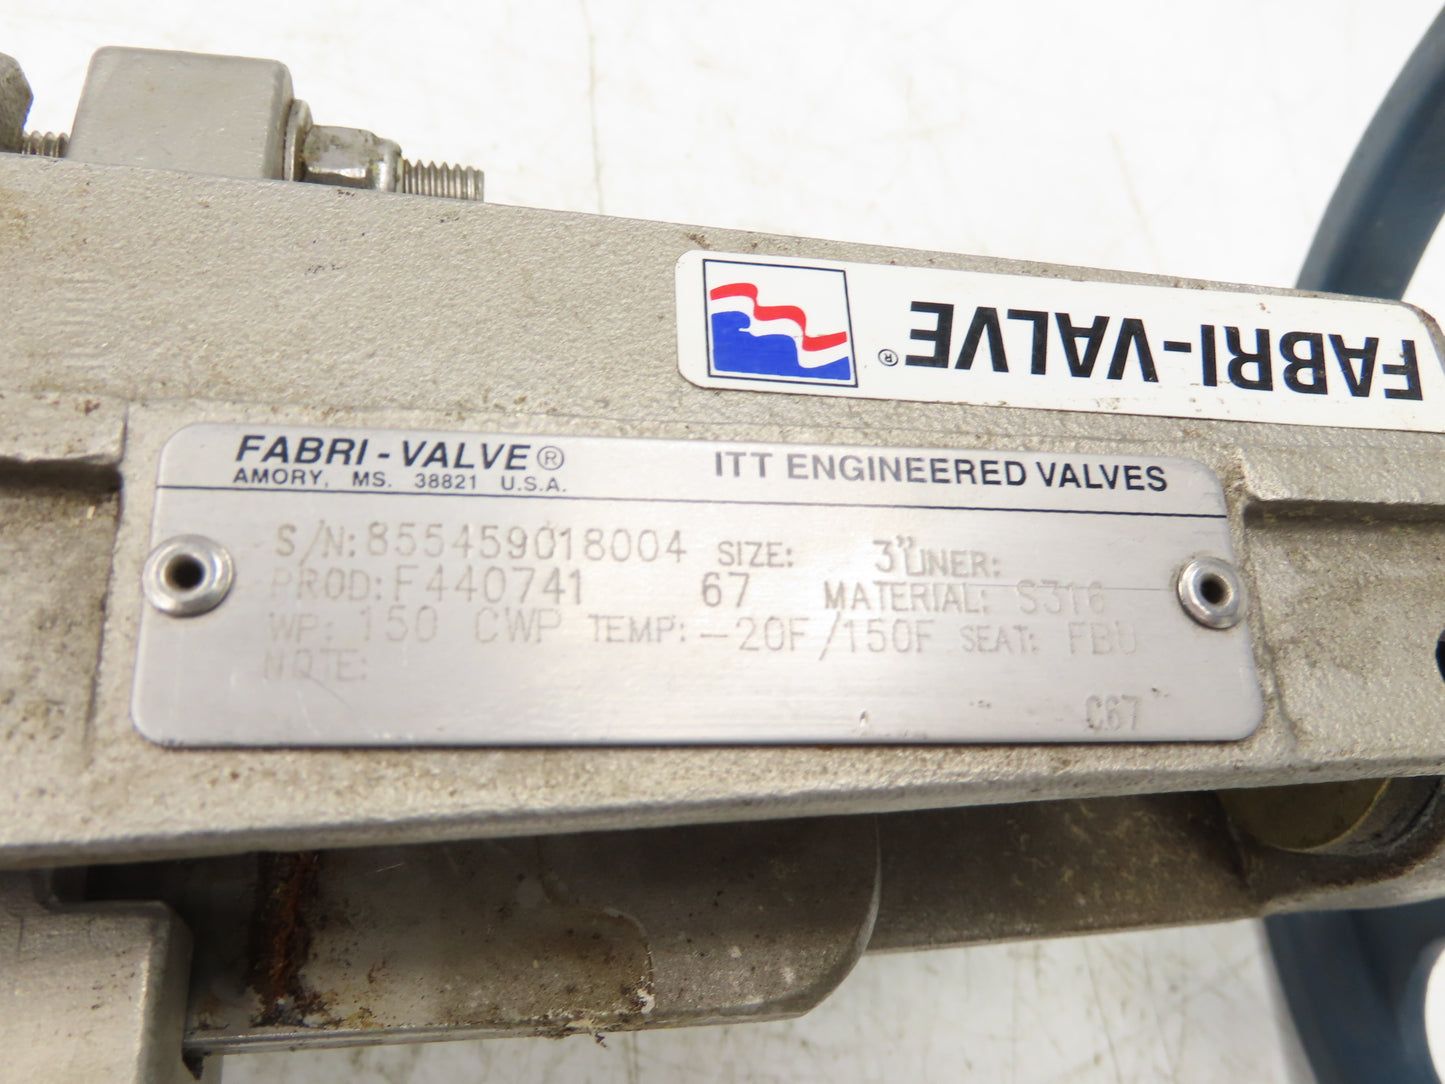 FABRI-VALVE®
FABRI-VALVE® ITT ENGINEERED VALVES
AMORY, MS. 38821 U.S.A.
S/N: 855459018004 SIZE: 3" LINER:
PROD: F440741 67 MATERIAL: S316
WP: 150 CWP TEMP: -20F/150F SEAT: FBU
NOTE:
C67